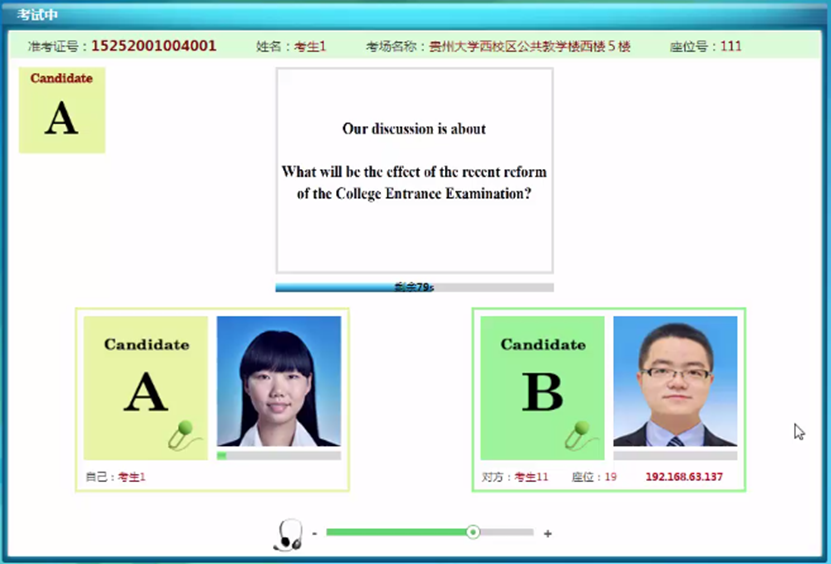 考试中
准考证号：15252001004001 姓名：考生1 考场名称：贵州大学西校区公共教学楼西楼5楼 座位号：111
Candidate
A
Our discussion is about
What will be the effect of the recent reform
of the College Entrance Examination?
剩余79s
Candidate
A
自己：考生1
Candidate
B
对方：考生11 座位：19 192.168.63.137
- +